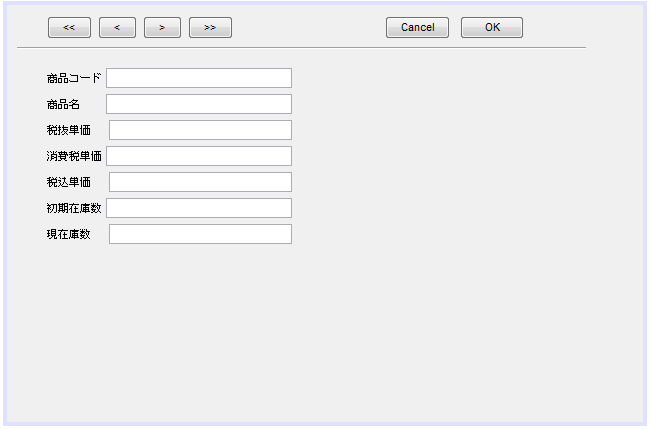 << < > >> Cancel OK
商品コード
商品名
税抜単価
消費税単価
税込単価
初期在庫数
現在庫数